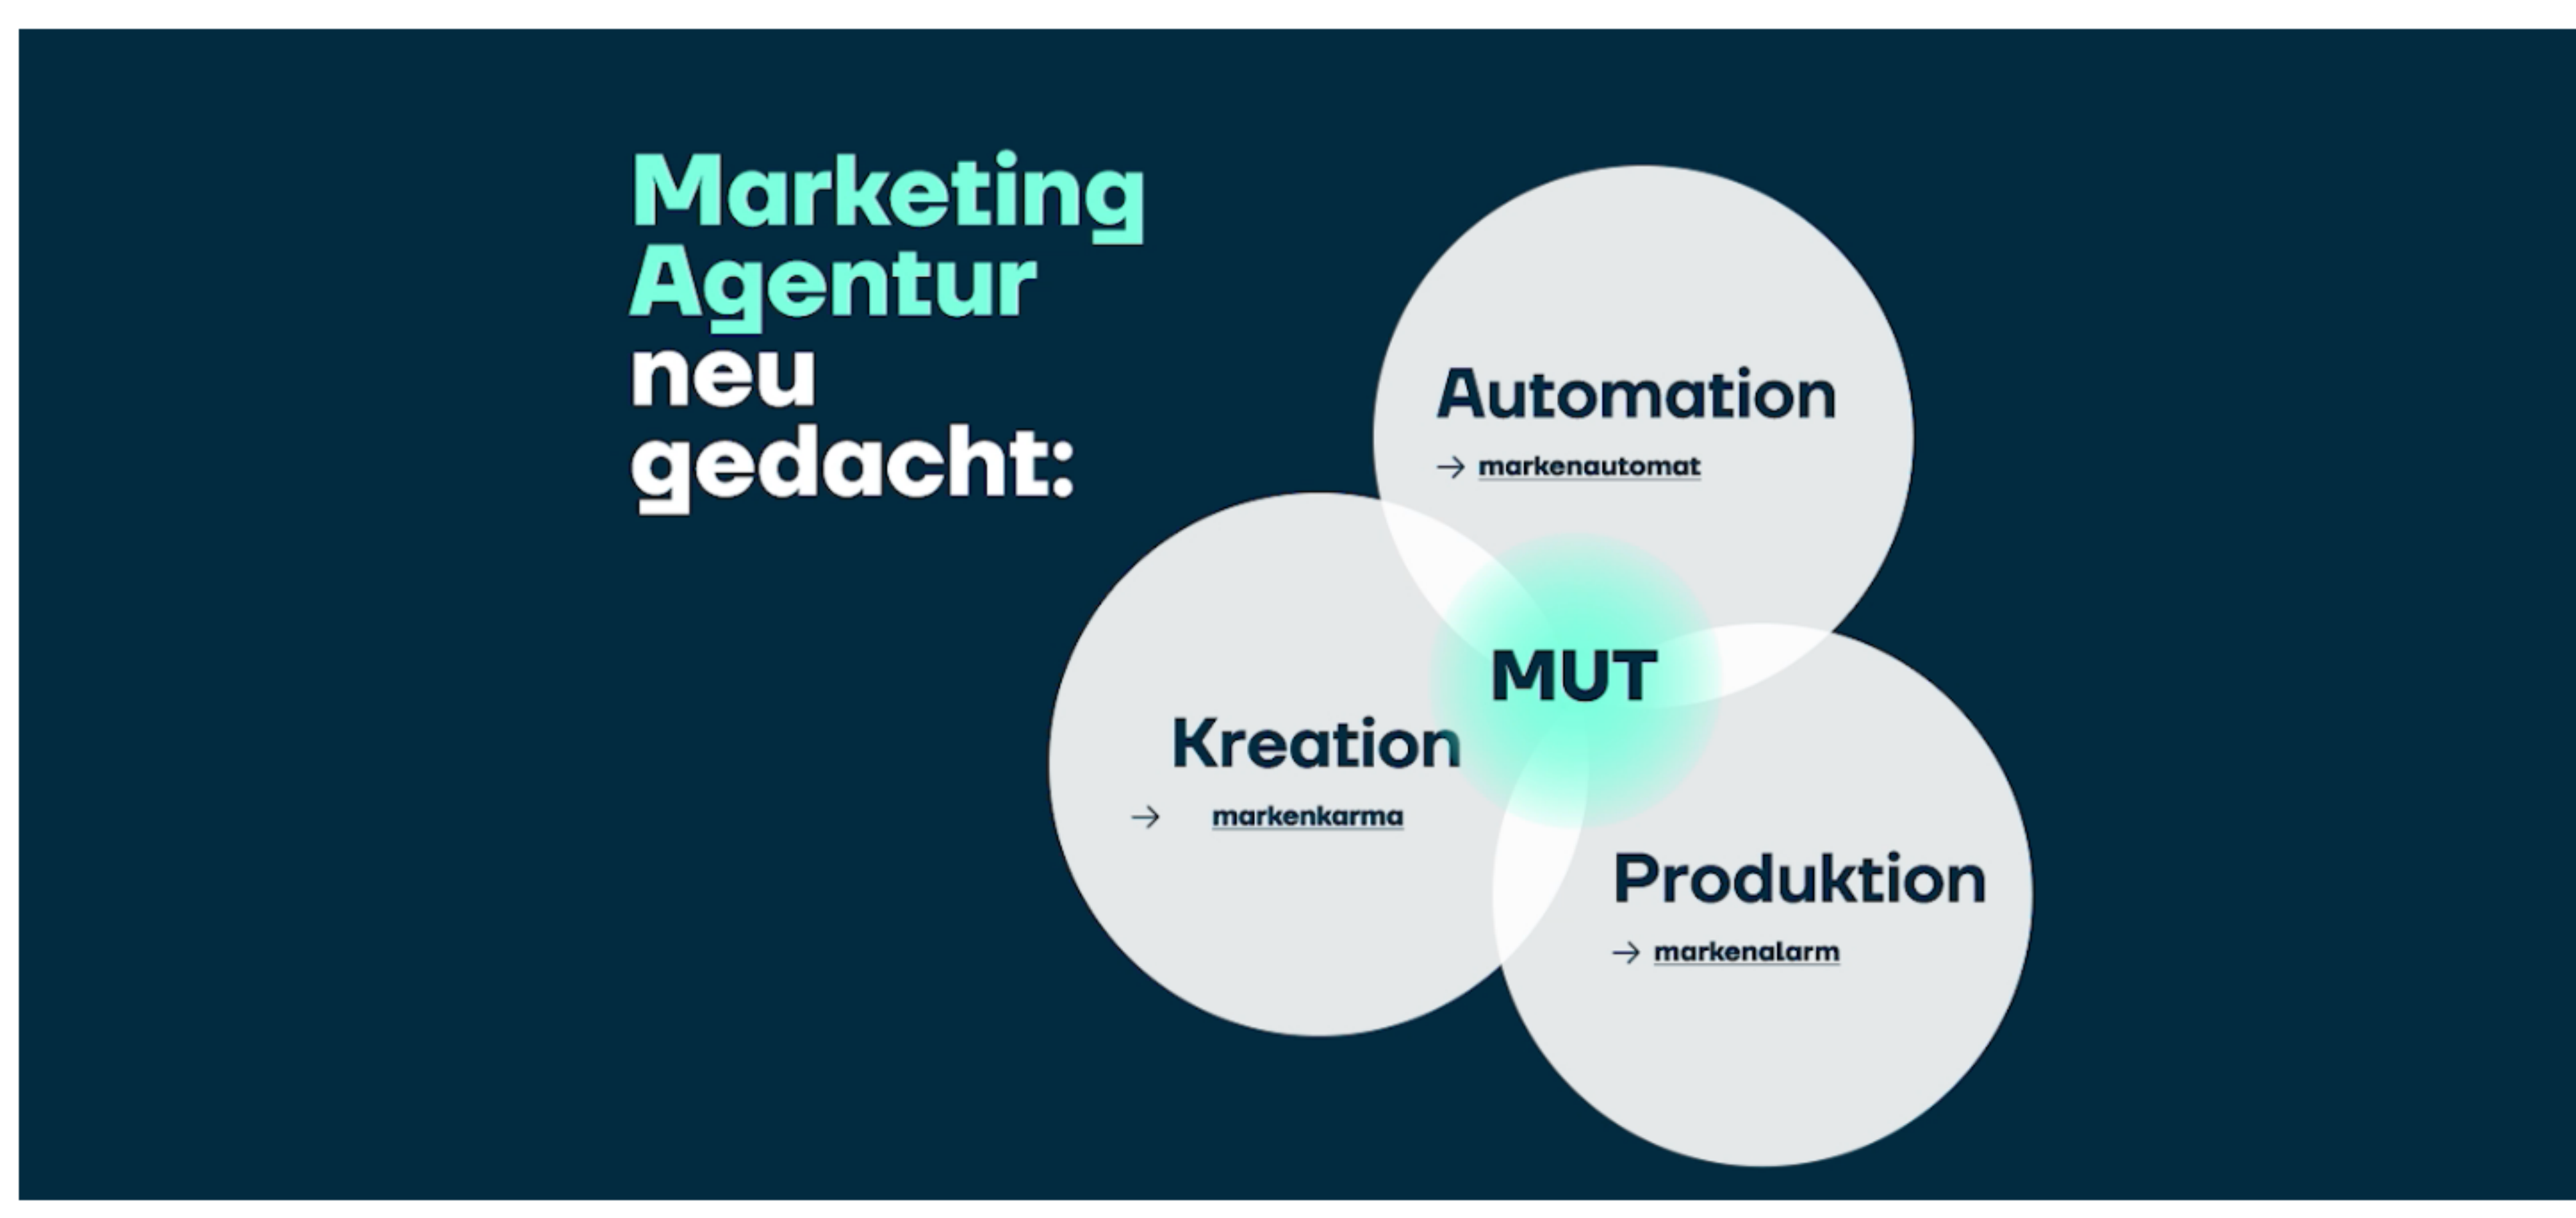 Marketing
Agentur
neu
gedacht:
Automation
→ markenautomat
MUT
Kreation
→ markenkarma
Produktion
→ markenalarm